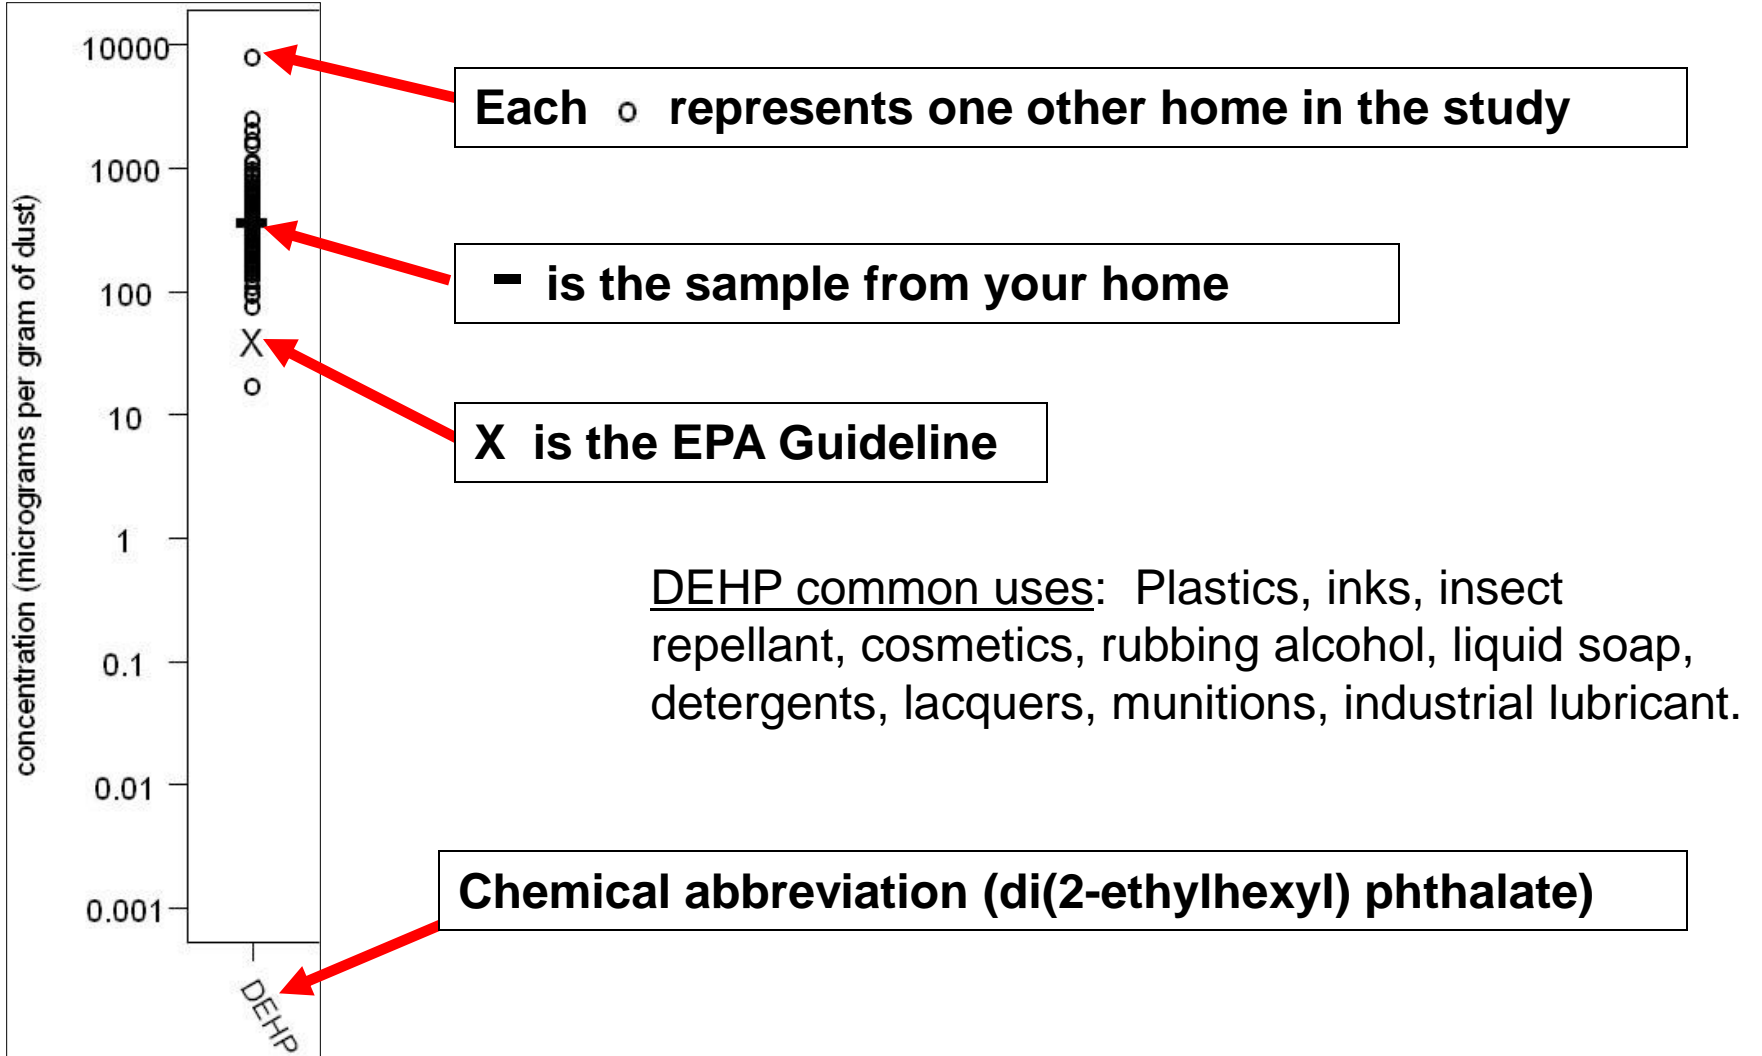 10000
1000
100
10
1
0.1
0.01
0.001
concentration (micrograms per gram of dust)
X
DEHP
Each o represents one other home in the study
- is the sample from your home
X is the EPA Guideline
DEHP common uses: Plastics, inks, insect
repellant, cosmetics, rubbing alcohol, liquid soap,
detergents, lacquers, munitions, industrial lubricant.
Chemical abbreviation (di(2-ethylhexyl) phthalate)